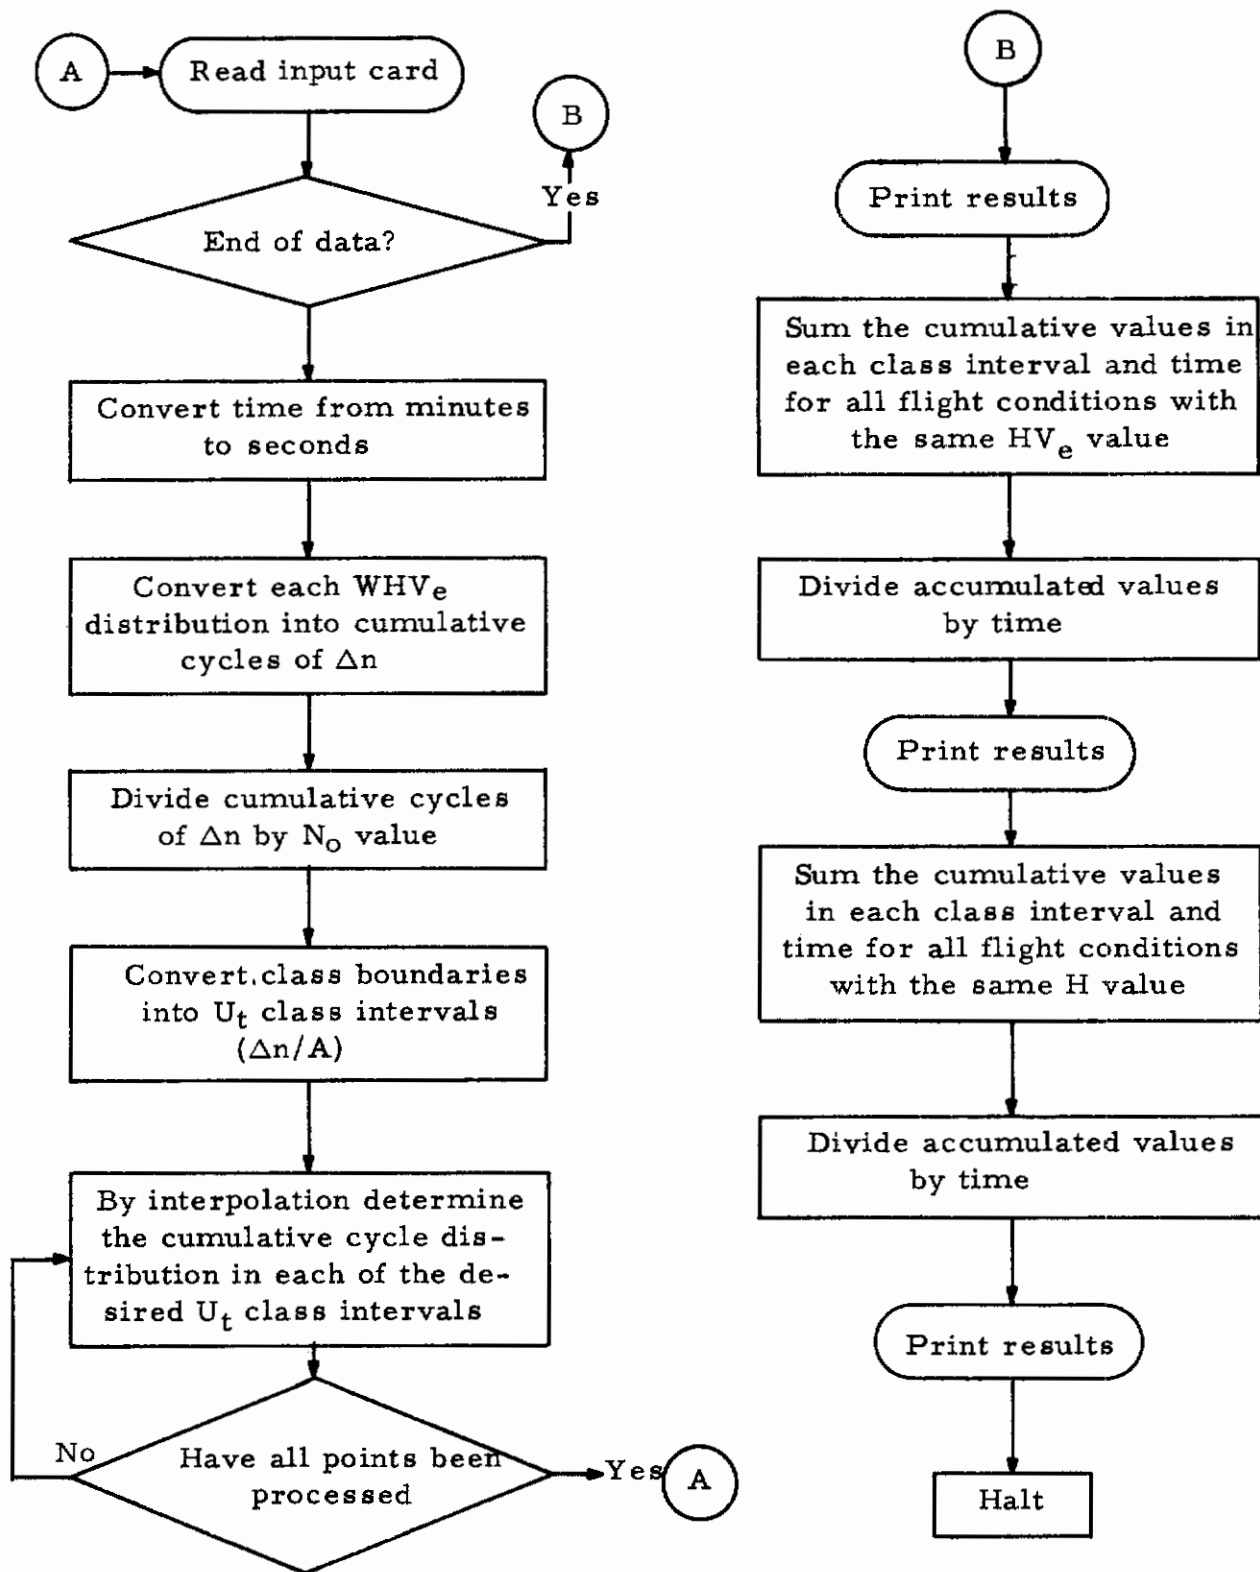 A
Read input card
B
Yes
End of data?
Convert time from minutes
to seconds
Convert each WHVe
distribution into cumulative
cycles of Δn
Divide cumulative cycles
of Δn by No value
Convert class boundaries
into Ut class intervals
(Δn/A)
By interpolation determine
the cumulative cycle dis-
tribution in each of the de-
sired Ut class intervals
No
Have all points been
processed
Yes
A
B
Print results
Sum the cumulative values in
each class interval and time
for all flight conditions with
the same HVe value
Divide accumulated values
by time
Print results
Sum the cumulative values
in each class interval and
time for all flight conditions
with the same H value
Divide accumulated values
by time
Print results
Halt